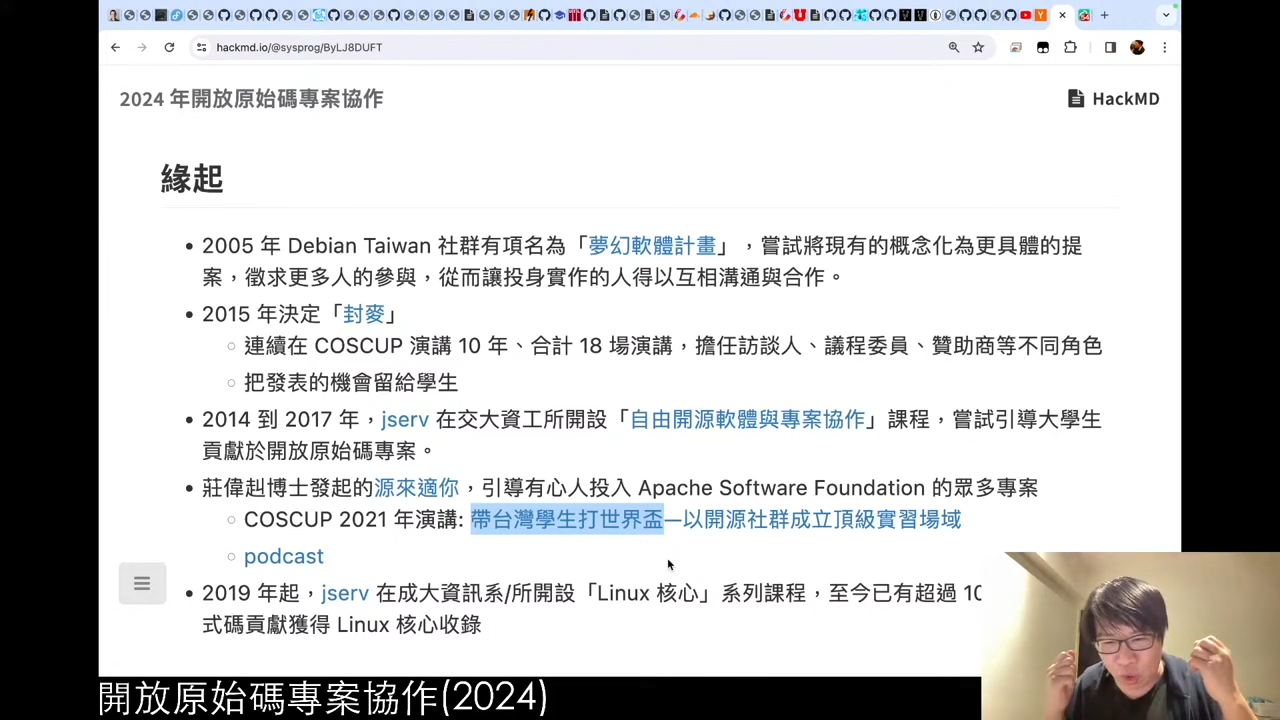 hackmd.io/@sysprog/ByLJ8DUFT
2024 年開放原始碼專案協作
HackMD
緣起
• 2005 年 Debian Taiwan 社群有項名為「夢幻軟體計畫」，嘗試將現有的概念化為更具體的提
案，徵求更多人的參與，從而讓投身實作的人得以互相溝通與合作。
• 2015 年決定「封麥」
◦ 連續在 COSCUP 演講 10 年、合計 18 場演講，擔任訪談人、議程委員、贊助商等不同角色
◦ 把發表的機會留給學生
• 2014 到 2017 年，jserv 在交大資工所開設「自由開源軟體與專案協作」課程，嘗試引導大學生
貢獻於開放原始碼專案。
• 莊偉赳博士發起的源來適你，引導有心人投入 Apache Software Foundation 的眾多專案
◦ COSCUP 2021 年演講: 帶台灣學生打世界盃—以開源社群成立頂級實習場域
◦ podcast
• 2019 年起，jserv 在成大資訊系/所開設「Linux 核心」系列課程，至今已有超過 10
式碼貢獻獲得 Linux 核心收錄
開放原始碼專案協作(2024)